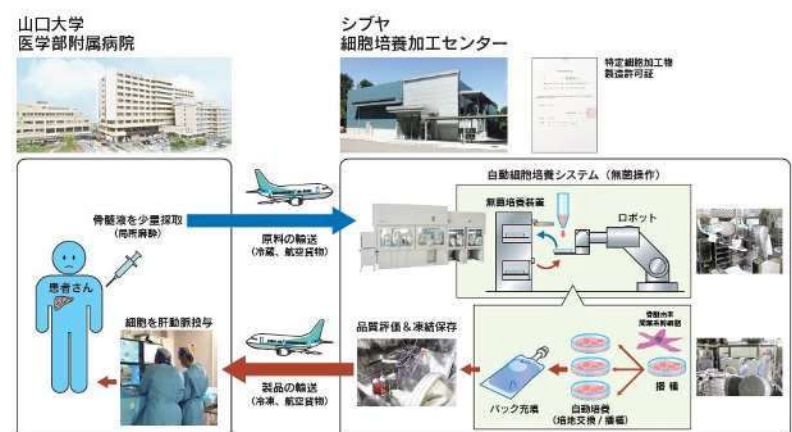 山口大学
医学部附属病院
シブヤ
細胞培養加工センター
特定細胞加工物
製造許可証
骨髄液を少量採取
(局所麻酔)
患者さん
細胞を肝動脈投与
原料の輸送
(冷蔵、航空貨物)
製品の輸送
(冷凍、航空貨物)
自動細胞培養システム（無菌操作）
無菌培養装置
ロボット
品質評価＆凍結保存
パック充填
自動培養
(培地交換 / 播種)
骨髄由来
間葉系幹細胞
播 種